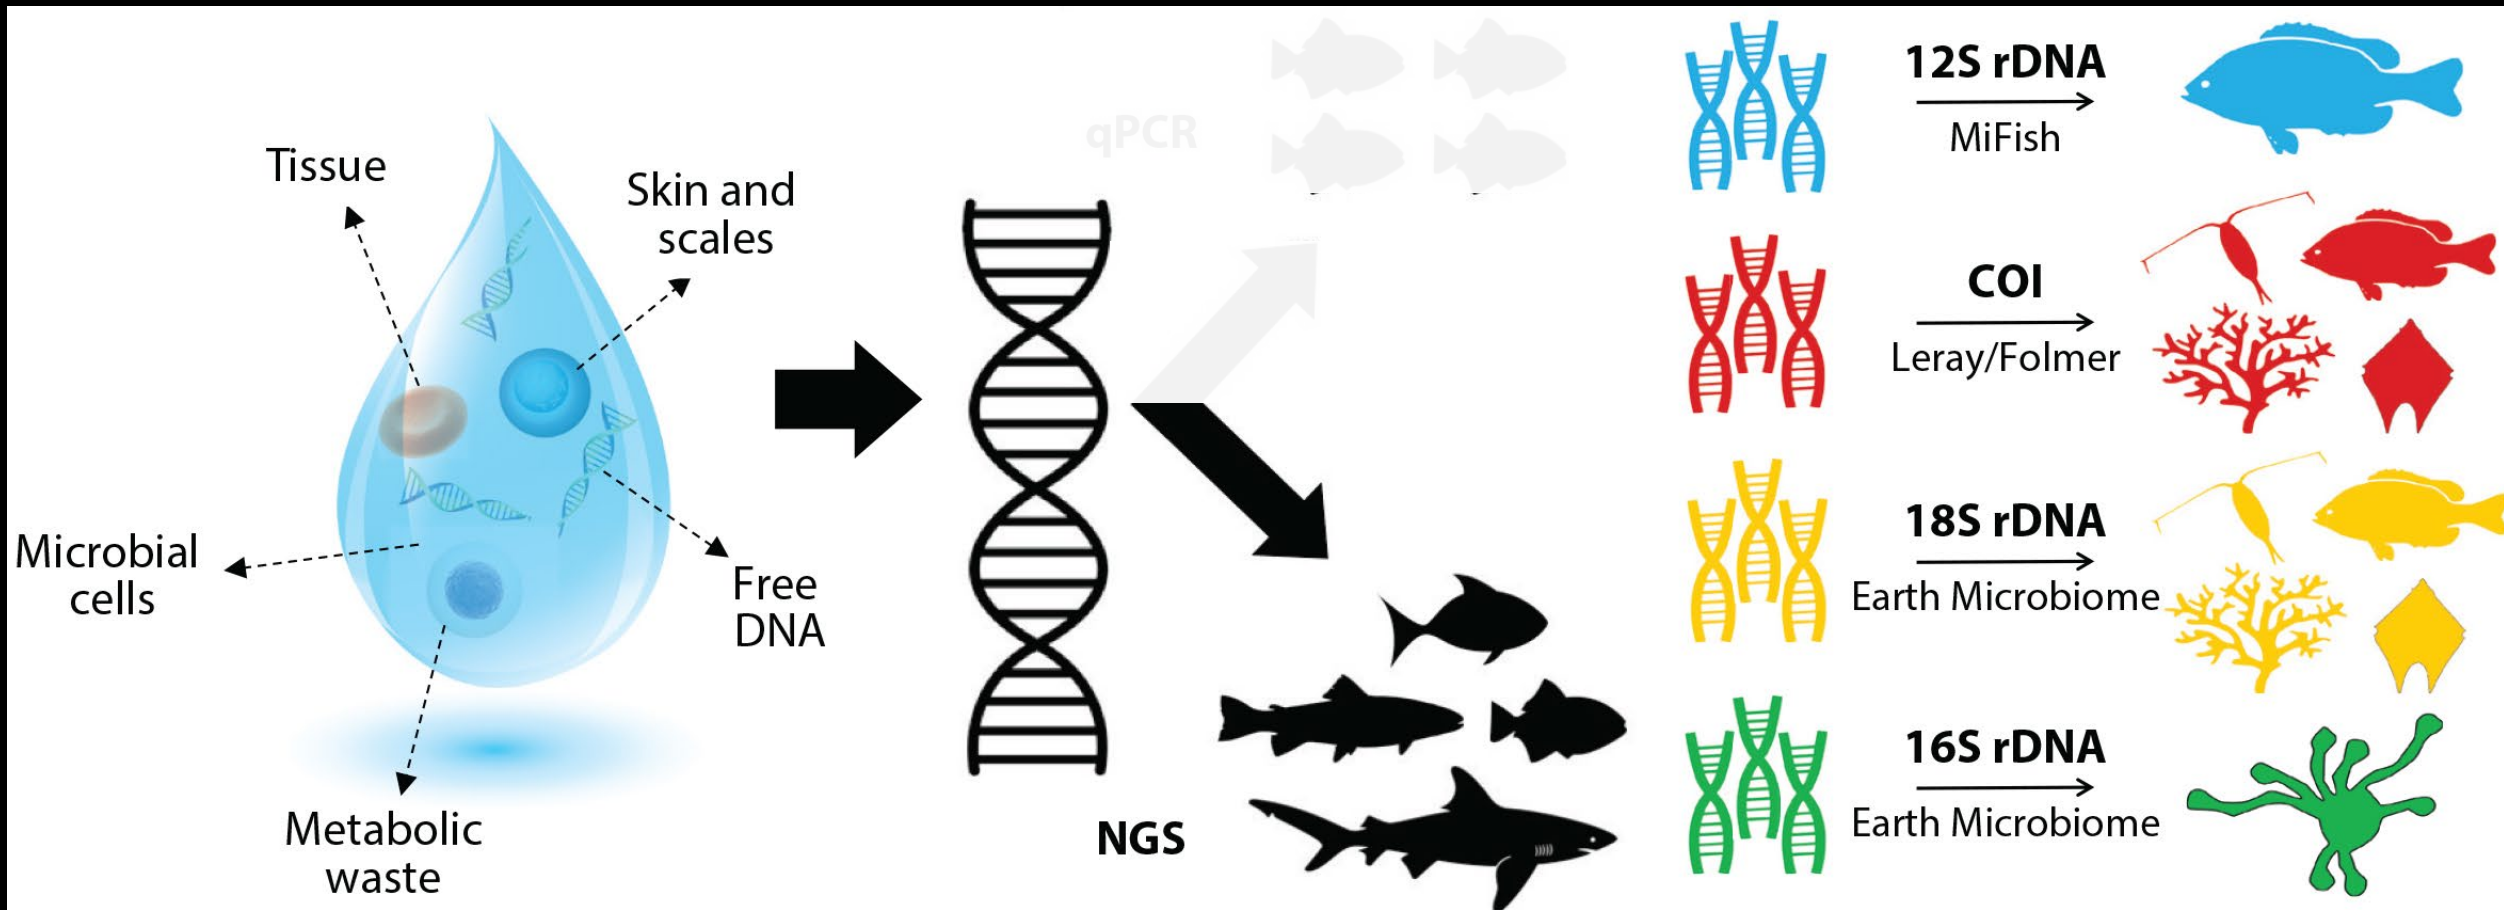 Tissue
Skin and
scales
Microbial
cells
Free
DNA
Metabolic
waste
qPCR
NGS
12S rDNA
MiFish
COI
Leray/Folmer
18S rDNA
Earth Microbiome
16S rDNA
Earth Microbiome